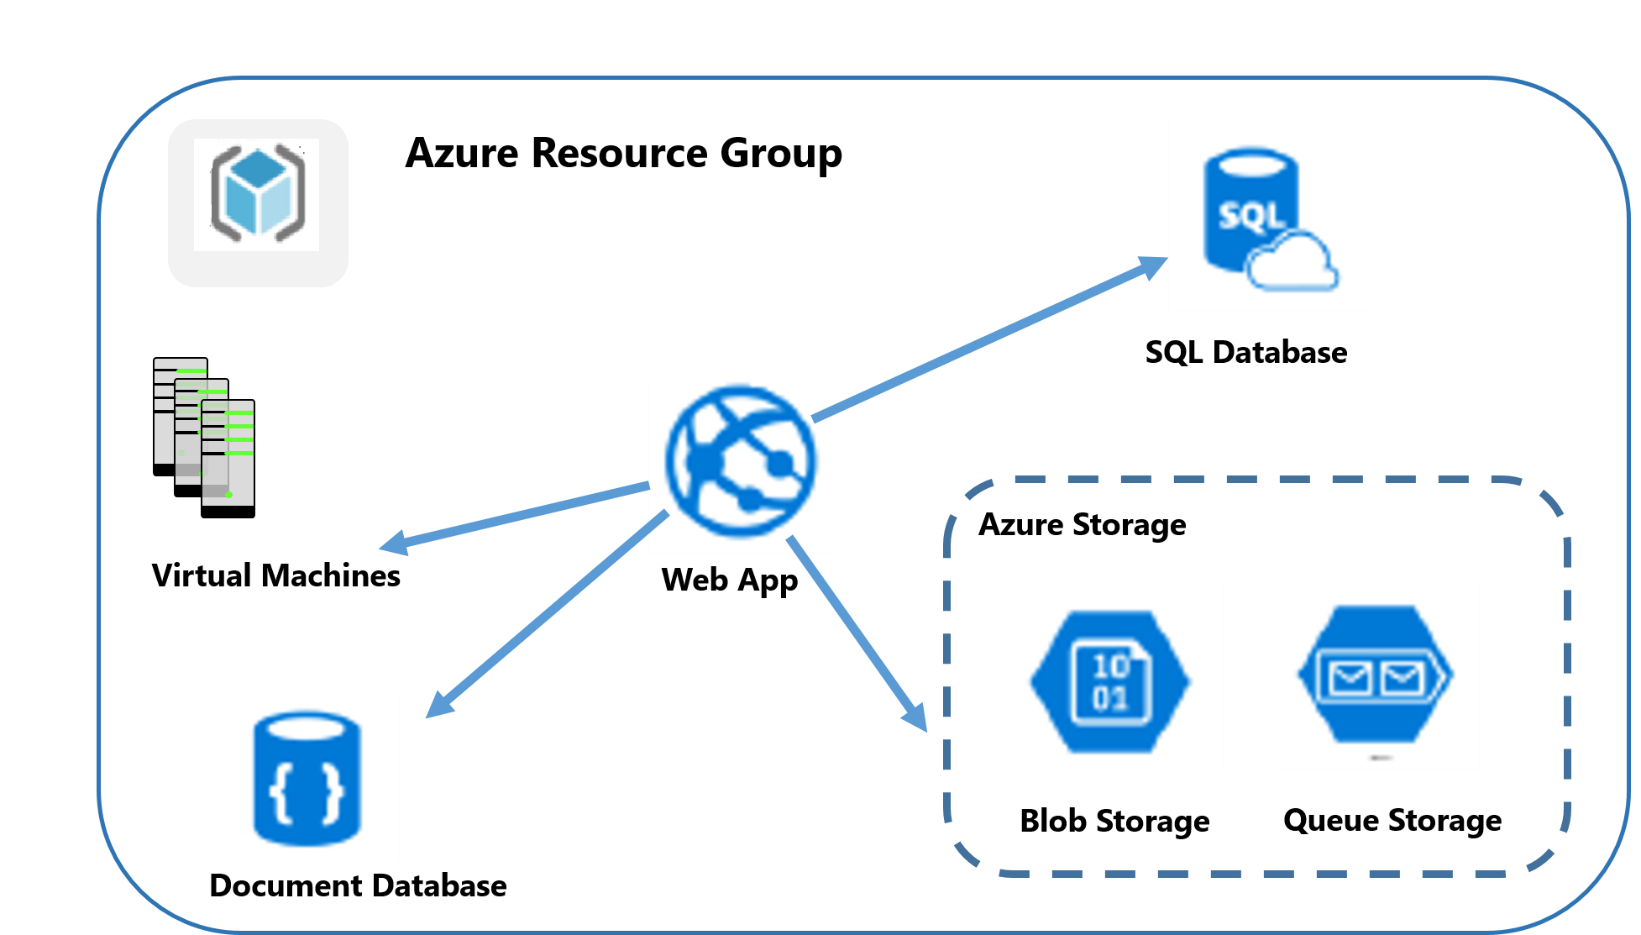 Azure Resource Group
SQL
SQL Database
Azure Storage
Virtual Machines
Web App
10
01
Blob Storage
Queue Storage
{ }
Document Database